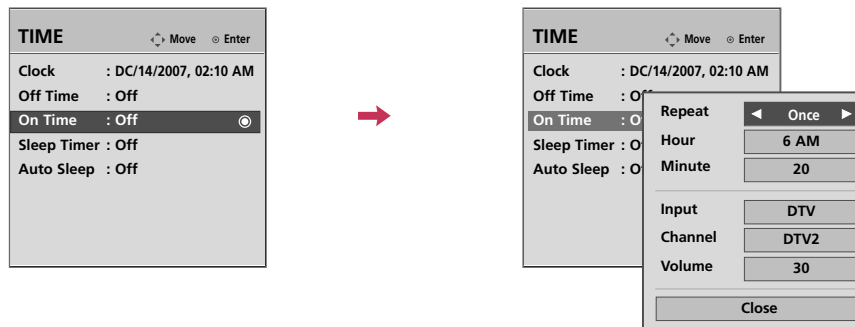 TIME Move Enter
Clock : DC/14/2007, 02:10 AM
Off Time : Off
On Time : Off
Sleep Timer : Off
Auto Sleep : Off
TIME Move Enter
Clock : DC/14/2007, 02:10 AM
Off Time
On Time
Sleep Timer
Auto Sleep
Repeat ◀ Once ▶
Hour 6 AM
Minute 20
Input DTV
Channel DTV2
Volume 30
Close